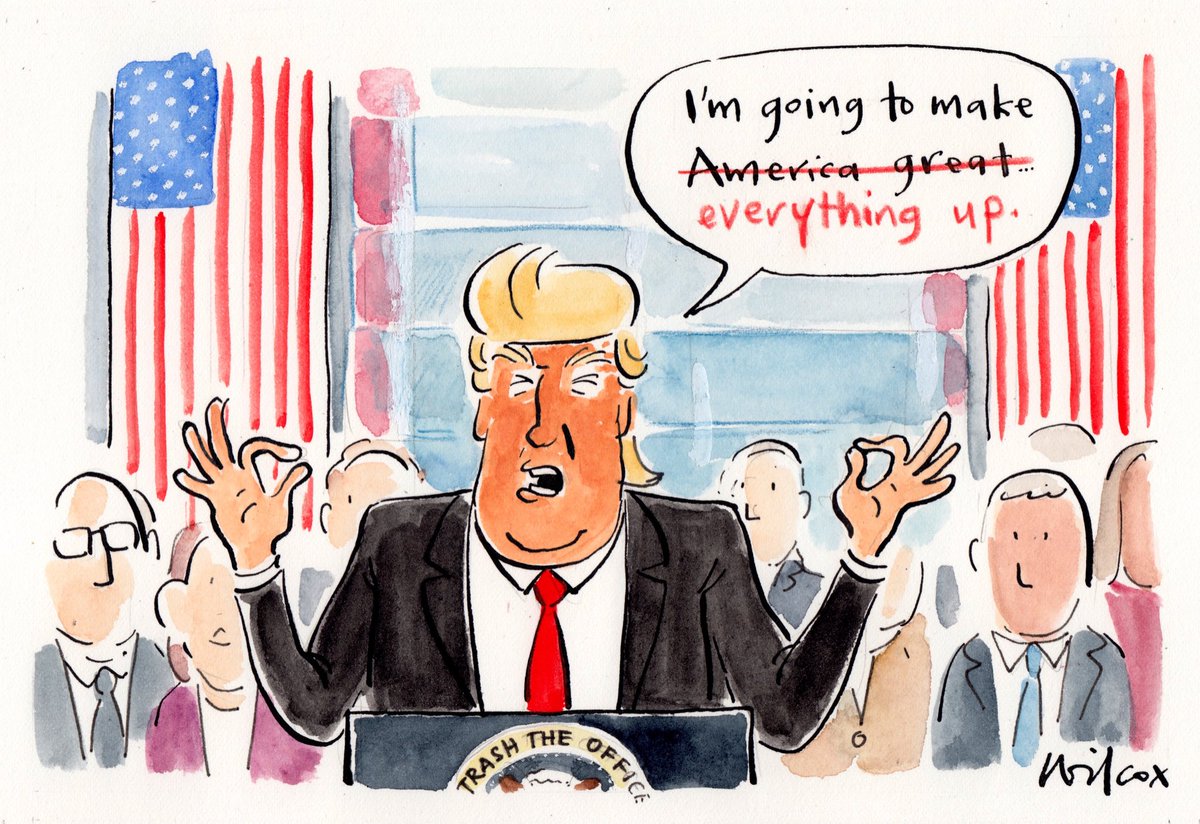 I'm going to make
America great...
everything up.
TRASH THE OFFICE
Wilcox